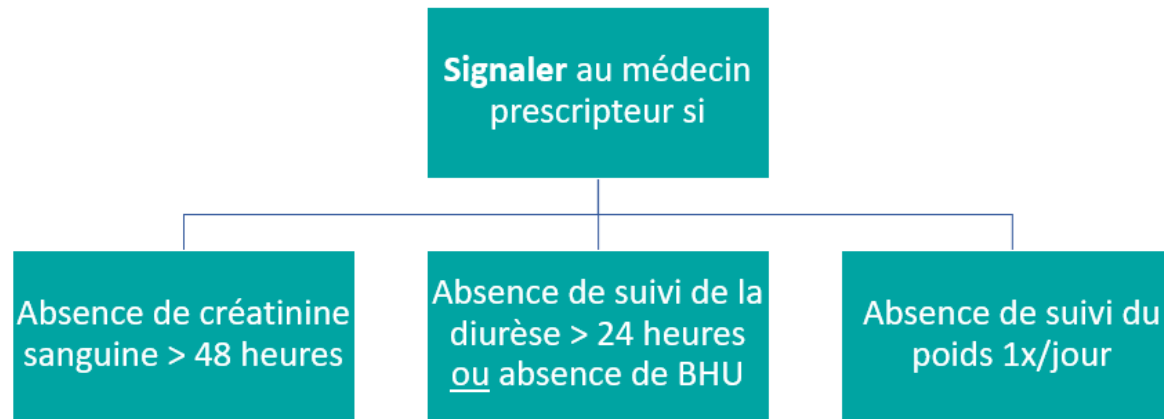 Signaler au médecin
prescripteur si
Absence de créatinine
sanguine > 48 heures
Absence de suivi de la
diurèse > 24 heures
ou absence de BHU
Absence de suivi du
poids 1x/jour